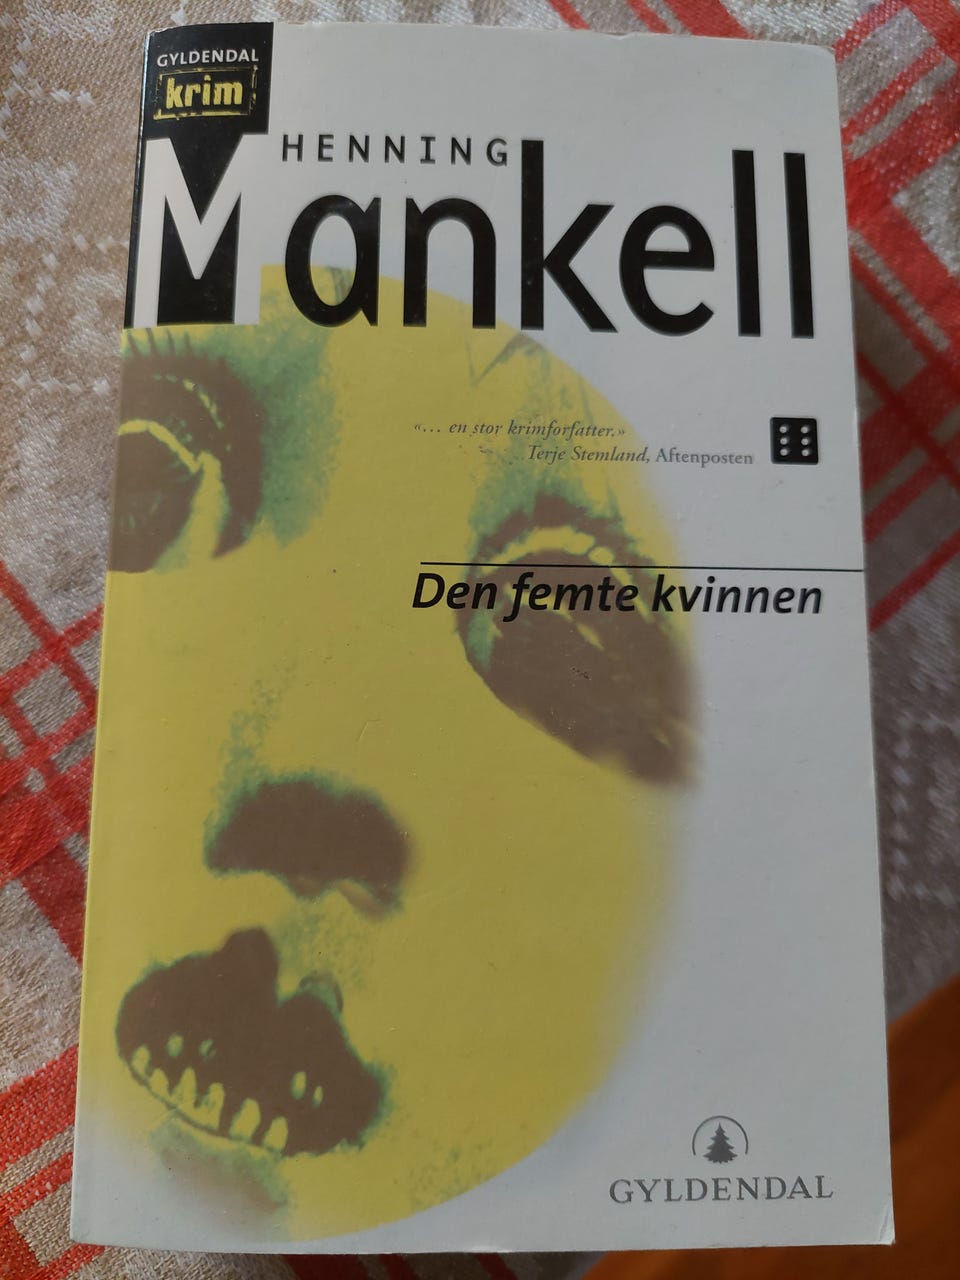 GYLDENDAL
krim
HENNING
Mankell
«... en stor krimforfatter.»
Terje Stemland, Aftenposten
Den femte kvinnen
GYLDENDAL